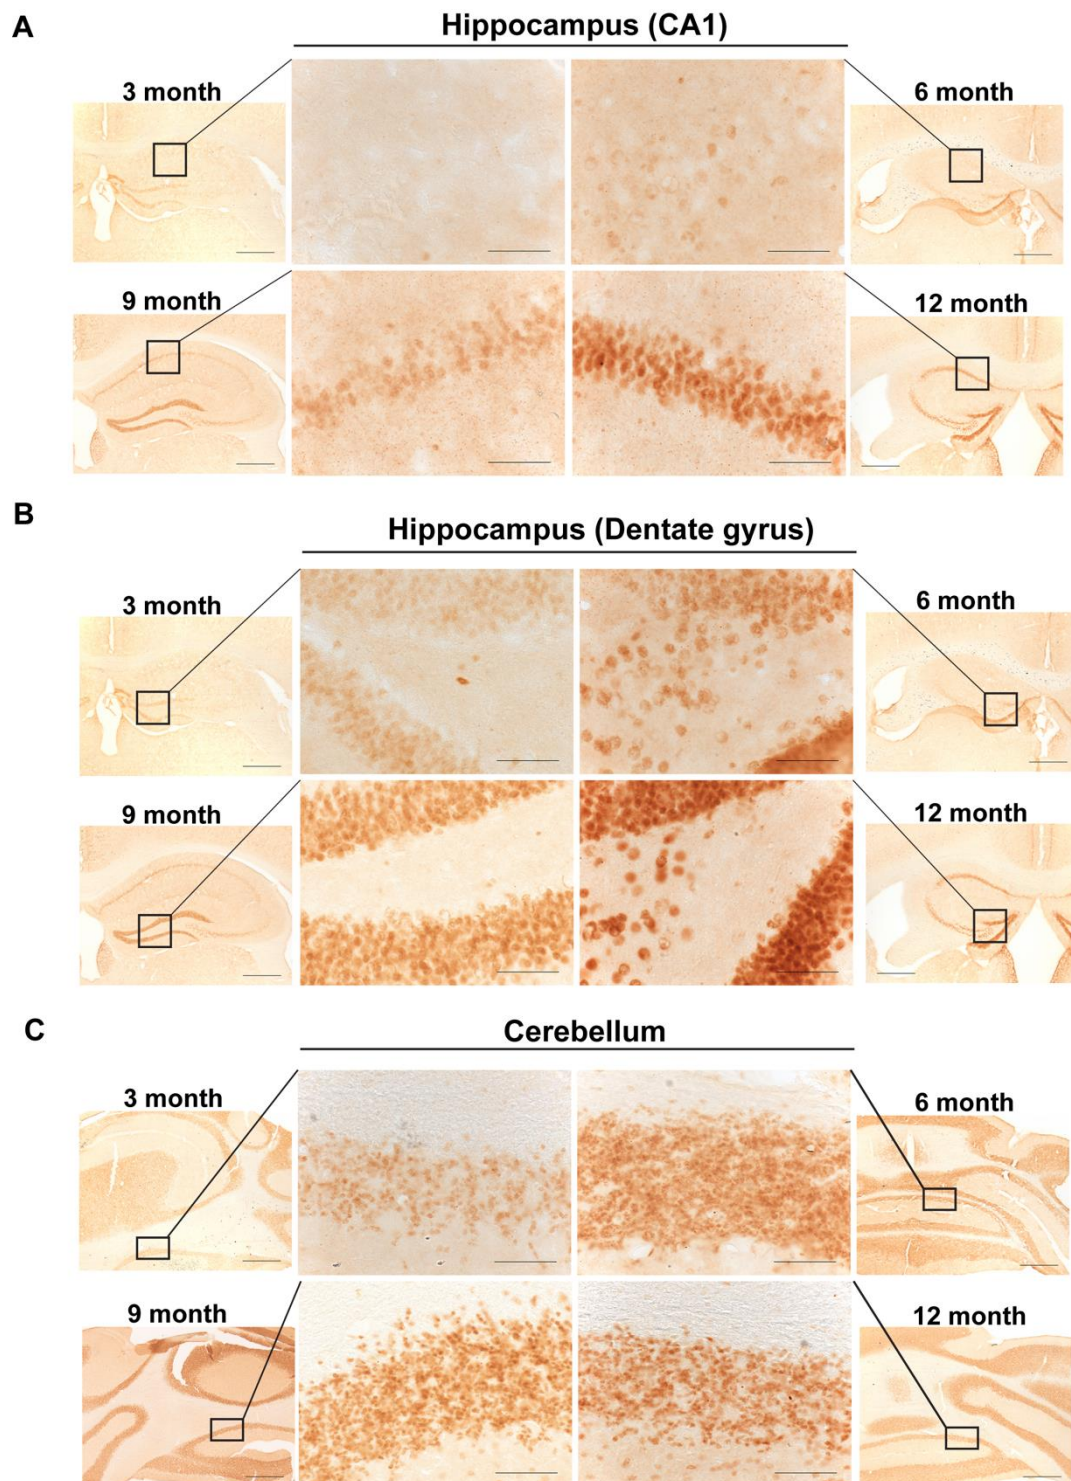 A
Hippocampus (CA1)
3 month
6 month
9 month
12 month
B
Hippocampus (Dentate gyrus)
3 month
6 month
9 month
12 month
C
Cerebellum
3 month
6 month
9 month
12 month